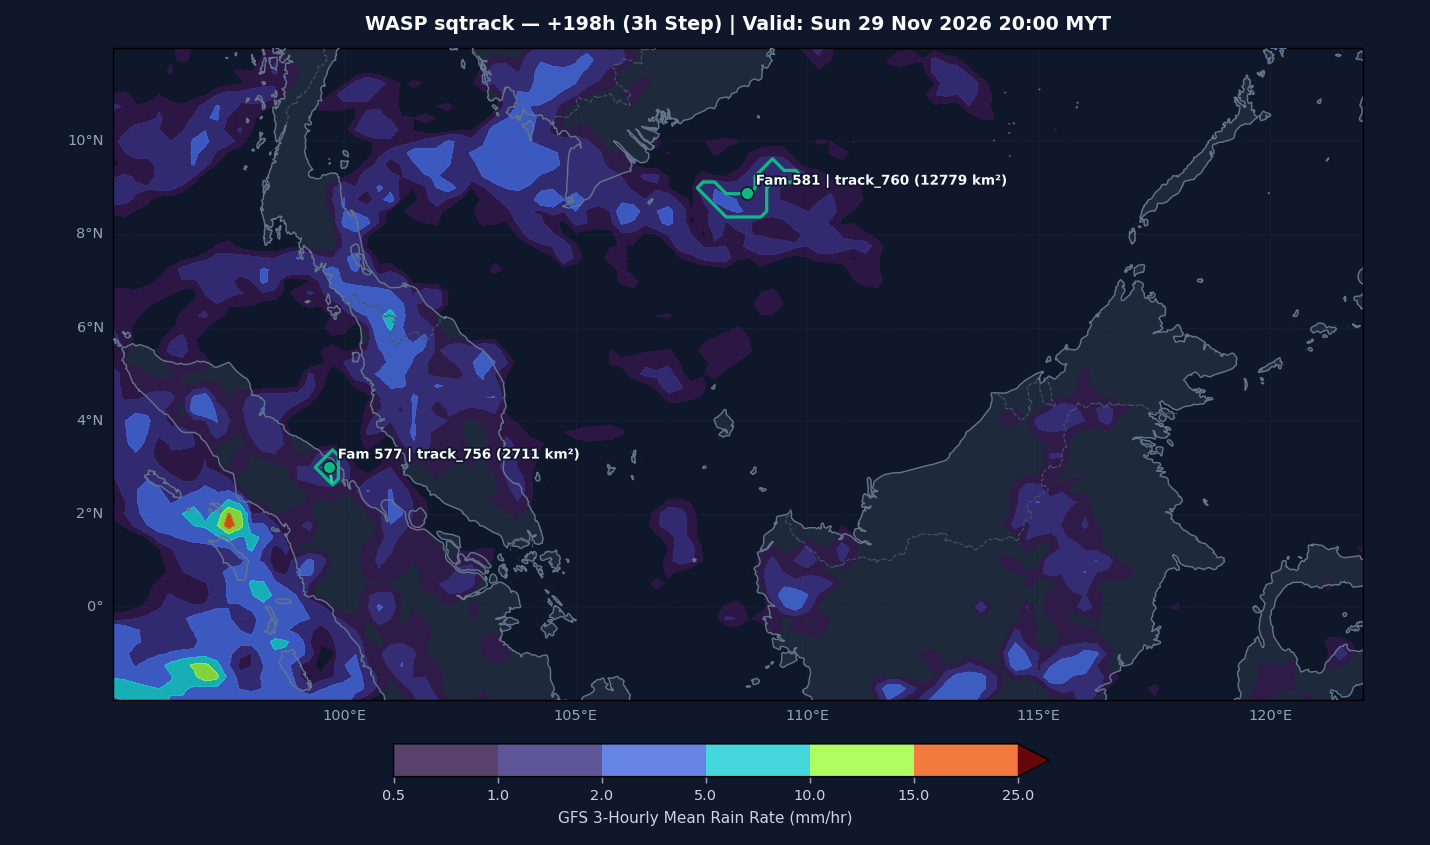 WASP sqtrack — +198h (3h Step) | Valid: Sun 29 Nov 2026 20:00 MYT
10°N
Fam 581 | track_760 (12779 km²)
8°N
6°N
4°N
Fam 577 | track_756 (2711 km²)
2°N
0°
100°E 105°E 110°E 115°E 120°E
0.5 1.0 2.0 5.0 10.0 15.0 25.0
GFS 3-Hourly Mean Rain Rate (mm/hr)